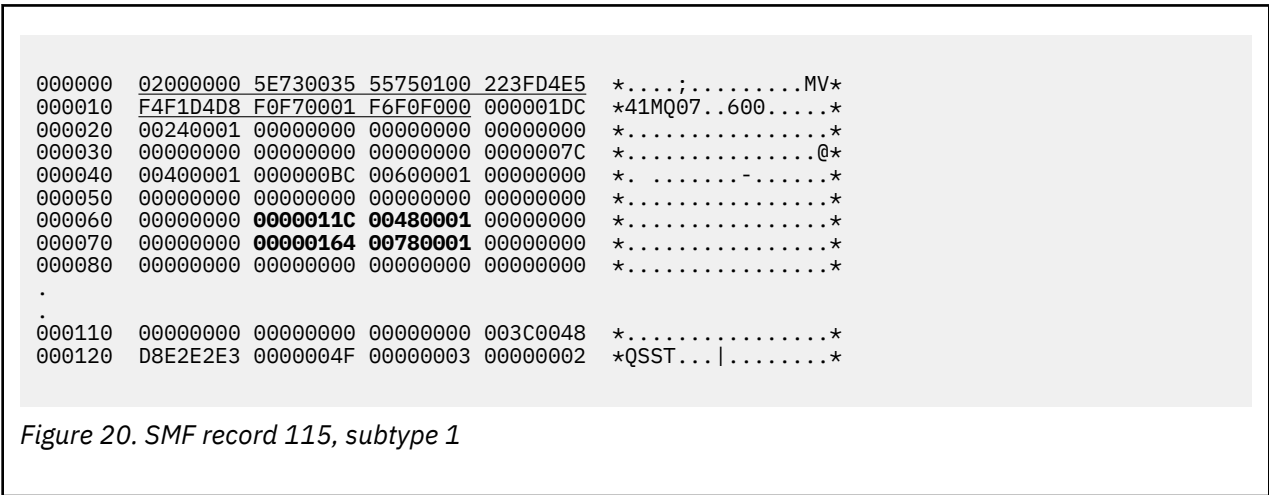 000000  02000000 5E730035 55750100 223FD4E5  *....;.........MV*
000010  F4F1D4D8 F0F70001 F6F0F000 000001DC  *41MQ07..600.....*
000020  00240001 00000000 00000000 00000000  *................*
000030  00000000 00000000 00000000 0000007C  *...............@*
000040  00400001 000000BC 00600001 00000000  *. .......-......*
000050  00000000 00000000 00000000 00000000  *................*
000060  00000000 0000011C 00480001 00000000  *................*
000070  00000000 00000164 00780001 00000000  *................*
000080  00000000 00000000 00000000 00000000  *................*
.
.
000110  00000000 00000000 00000000 003C0048  *................*
000120  D8E2E2E3 0000004F 00000003 00000002  *QSST...|........*
Figure 20. SMF record 115, subtype 1